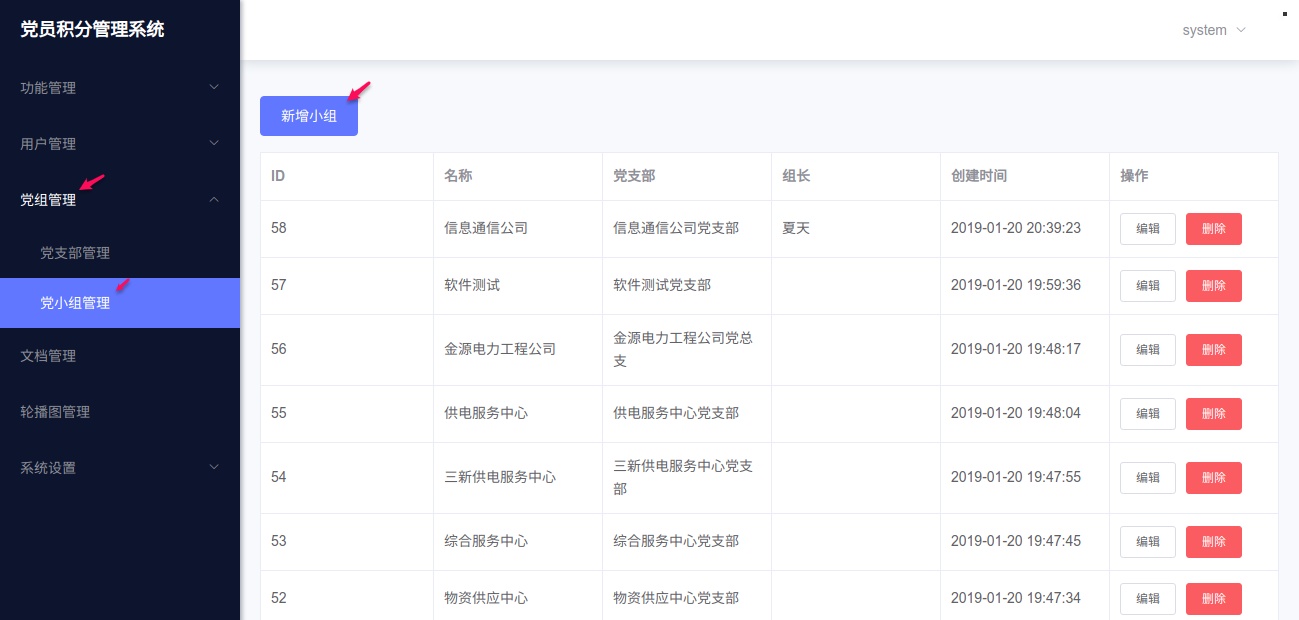 党员积分管理系统
system
功能管理
用户管理
党组管理
党支部管理
党小组管理
文档管理
轮播图管理
系统设置
新增小组
ID 名称 党支部 组长 创建时间 操作
58 信息通信公司 信息通信公司党支部 夏天 2019-01-20 20:39:23 编辑 删除
57 软件测试 软件测试党支部 2019-01-20 19:59:36 编辑 删除
56 金源电力工程公司 金源电力工程公司党总 2019-01-20 19:48:17 编辑 删除
支
55 供电服务中心 供电服务中心党支部 2019-01-20 19:48:04 编辑 删除
54 三新供电服务中心 三新供电服务中心党支 2019-01-20 19:47:55 编辑 删除
部
53 综合服务中心 综合服务中心党支部 2019-01-20 19:47:45 编辑 删除
52 物资供应中心 物资供应中心党支部 2019-01-20 19:47:34 编辑 删除